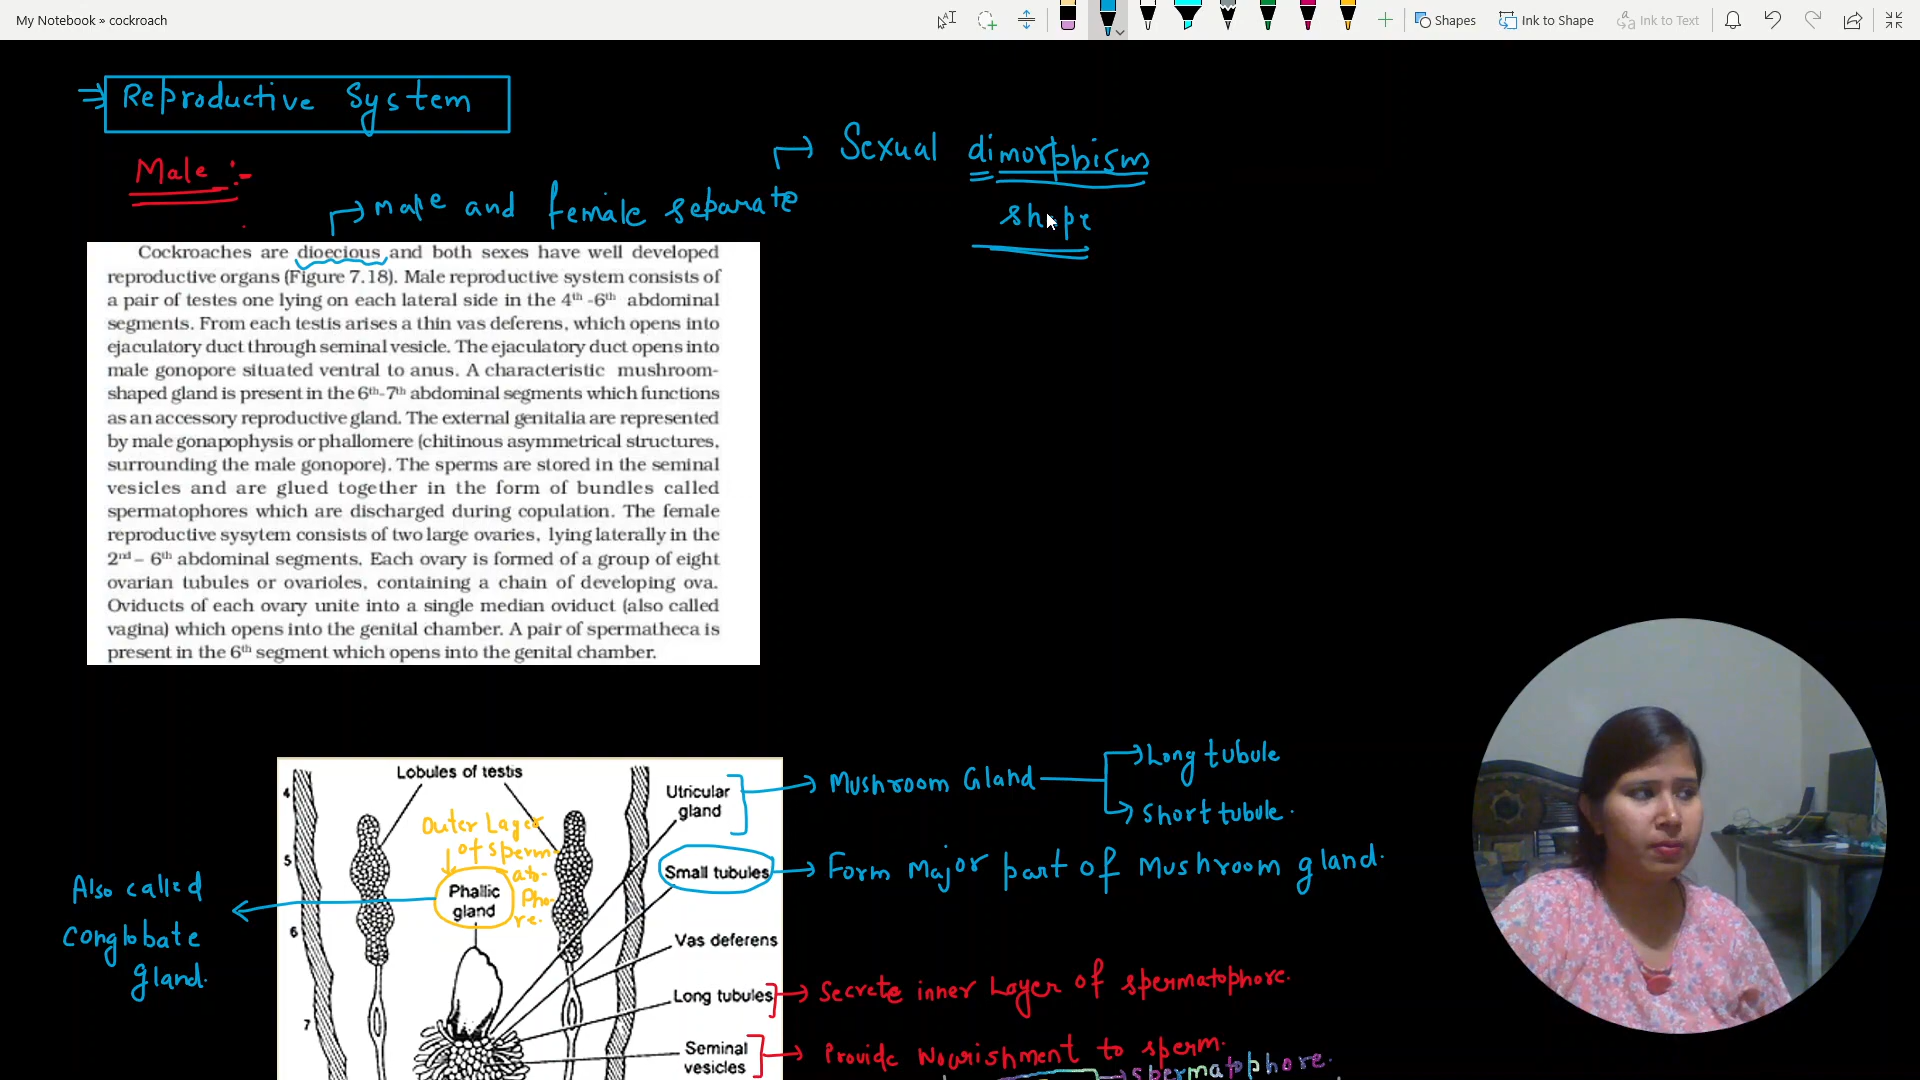 My Notebook » cockroach
Shapes
Ink to Shape
Ink to Text
⇒ Reproductive System
Male :-
→ male and female separate
→ Sexual dimorphism
shape
Cockroaches are dioecious and both sexes have well developed
reproductive organs (Figure 7.18). Male reproductive system consists of
a pair of testes one lying on each lateral side in the 4th -6th abdominal
segments. From each testis arises a thin vas deferens, which opens into
ejaculatory duct through seminal vesicle. The ejaculatory duct opens into
male gonopore situated ventral to anus. A characteristic mushroom-
shaped gland is present in the 6th-7th abdominal segments which functions
as an accessory reproductive gland. The external genitalia are represented
by male gonapophysis or phallomere (chitinous asymmetrical structures,
surrounding the male gonopore). The sperms are stored in the seminal
vesicles and are glued together in the form of bundles called
spermatophores which are discharged during copulation. The female
reproductive sysytem consists of two large ovaries, lying laterally in the
2nd – 6th abdominal segments. Each ovary is formed of a group of eight
ovarian tubules or ovarioles, containing a chain of developing ova.
Oviducts of each ovary unite into a single median oviduct (also called
vagina) which opens into the genital chamber. A pair of spermatheca is
present in the 6th segment which opens into the genital chamber.
Lobules of testis
4
5
6
7
Outer Layer
of sperm-
ato-
Pho-
re.
Phallic
gland
Also called
conglobate
gland.
Utricular
gland
→ Mushroom Gland
→ Long tubule
→ Short tubule.
Small tubules
→ Form Major part of Mushroom gland.
Vas deferens
Long tubules
→ Secrete inner Layer of spermatophore.
Seminal
vesicles
→ Provide Nourishment to sperm.
→ spermatophore.